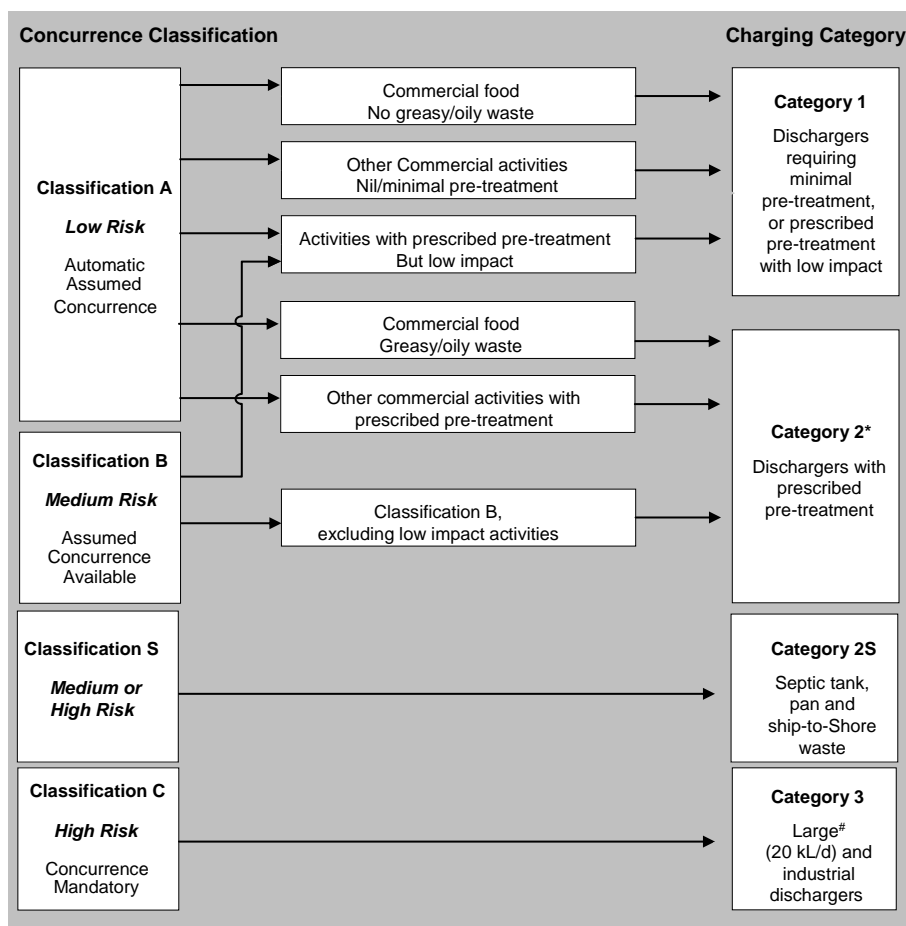 Concurrence Classification
Charging Category
Classification A
Low Risk
Automatic
Assumed
Concurrence
Commercial food
No greasy/oily waste
Other Commercial activities
Nil/minimal pre-treatment
Activities with prescribed pre-treatment
But low impact
Commercial food
Greasy/oily waste
Other commercial activities with
prescribed pre-treatment
Category 1
Dischargers
requiring
minimal
pre-treatment,
or prescribed
pre-treatment
with low impact
Classification B
Medium Risk
Assumed
Concurrence
Available
Classification B,
excluding low impact activities
Category 2*
Dischargers with
prescribed
pre-treatment
Classification S
Medium or
High Risk
Category 2S
Septic tank,
pan and
ship-to-Shore
waste
Classification C
High Risk
Concurrence
Mandatory
Category 3
Large#
(20 kL/d) and
industrial
dischargers